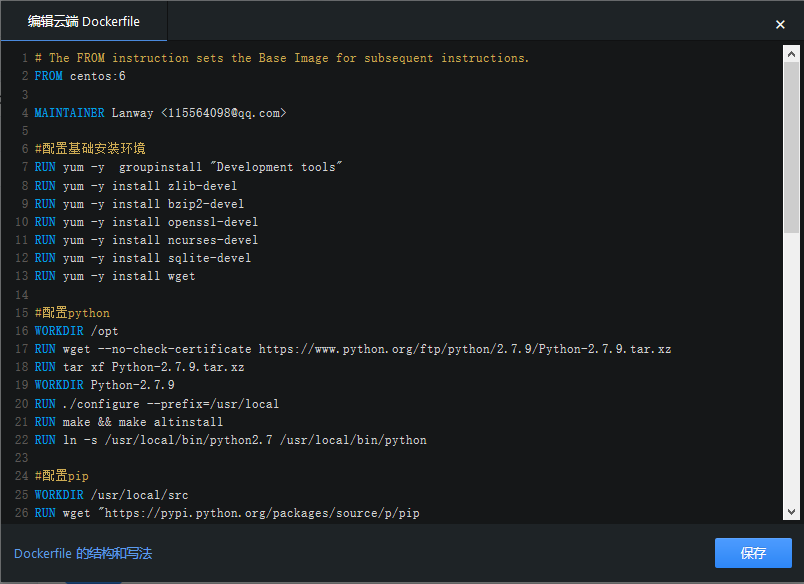 编辑云端 Dockerfile
1 # The FROM instruction sets the Base Image for subsequent instructions.
2 FROM centos:6
3
4 MAINTAINER Lanway <115564098@qq.com>
5
6 #配置基础安装环境
7 RUN yum -y  groupinstall "Development tools"
8 RUN yum -y install zlib-devel
9 RUN yum -y install bzip2-devel
10 RUN yum -y install openssl-devel
11 RUN yum -y install ncurses-devel
12 RUN yum -y install sqlite-devel
13 RUN yum -y install wget
14
15 #配置python
16 WORKDIR /opt
17 RUN wget --no-check-certificate https://www.python.org/ftp/python/2.7.9/Python-2.7.9.tar.xz
18 RUN tar xf Python-2.7.9.tar.xz
19 WORKDIR Python-2.7.9
20 RUN ./configure --prefix=/usr/local
21 RUN make && make altinstall
22 RUN ln -s /usr/local/bin/python2.7 /usr/local/bin/python
23
24 #配置pip
25 WORKDIR /usr/local/src
26 RUN wget "https://pypi.python.org/packages/source/p/pip
Dockerfile 的结构和写法
保存